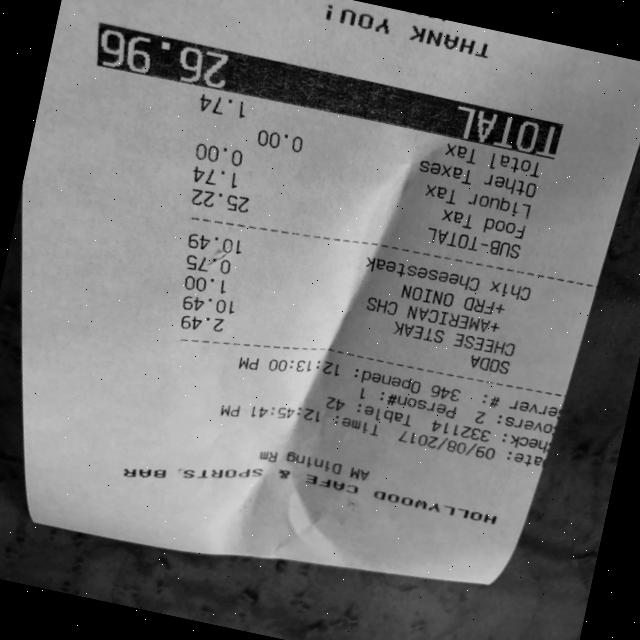 HOLLYWOOD CAFE & SPORTS. BAR
AM Dining Rm
ate: 09/08/2017 Time: 12:45:41 PM
heck: 332114 Table: 42
overs: 2 Person#: 1
erver #: 346 Opened: 12:13:00 PM
SODA 2.49
CHEESE STEAK 10.49
+AMERICAN CHS 1.00
+FRD ONION 0.75
Chix Cheesesteak 10.49
SUB-TOTAL 25.22
Food Tax 1.74
Liquor Tax 0.00
Other Taxes 0.00
Total Tax 1.74
TOTAL 26.96
THANK YOU!